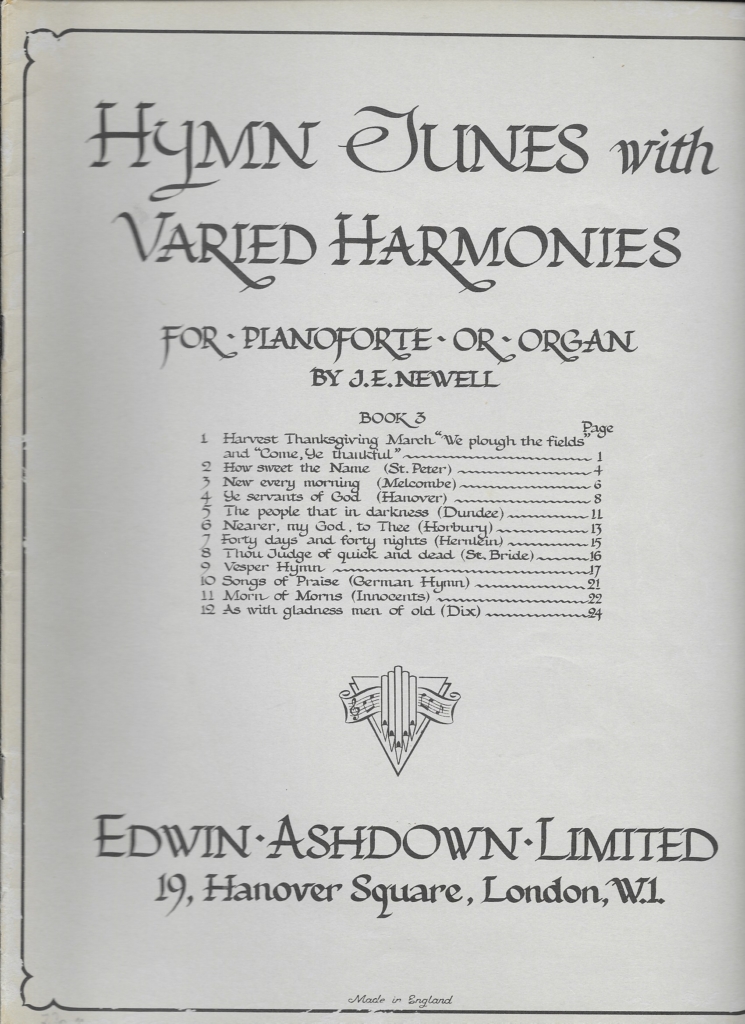 HYMN TUNES with
VARIED HARMONIES
FOR · PIANOFORTE · OR · ORGAN
BY J.E. NEWELL
BOOK 3
Page
1 Harvest Thanksgiving March "We plough the fields"
and "Come, Ye thankful" 1
2 How sweet the Name (St. Peter) 4
3 New every morning (Melcombe) 6
4 Ye servants of God (Hanover) 8
5 The people that in darkness (Dundee) 11
6 Nearer, my God, to Thee (Horbury) 13
7 Forty days and forty nights (Hernlein) 15
8 Thou Judge of quick and dead (St. Bride) 16
9 Vesper Hymn 17
10 Songs of Praise (German Hymn) 21
11 Morn of Morns (Innocents) 22
12 As with gladness men of old (Dix) 24
EDWIN · ASHDOWN · LIMITED
19, Hanover Square, London, W.1.
Made in England